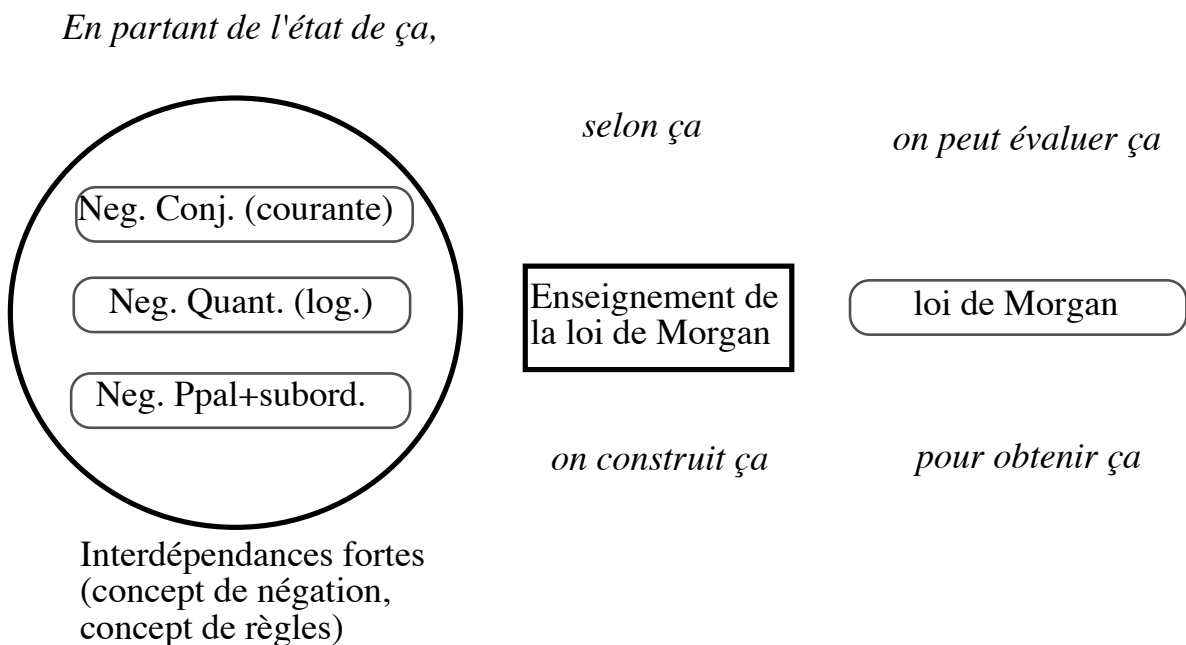 En partant de l'état de ça,
selon ça
on peut évaluer ça
Neg. Conj. (courante)
Neg. Quant. (log.)
Neg. Ppal+subord.
Enseignement de
la loi de Morgan
loi de Morgan
on construit ça
pour obtenir ça
Interdépendances fortes
(concept de négation,
concept de règles)